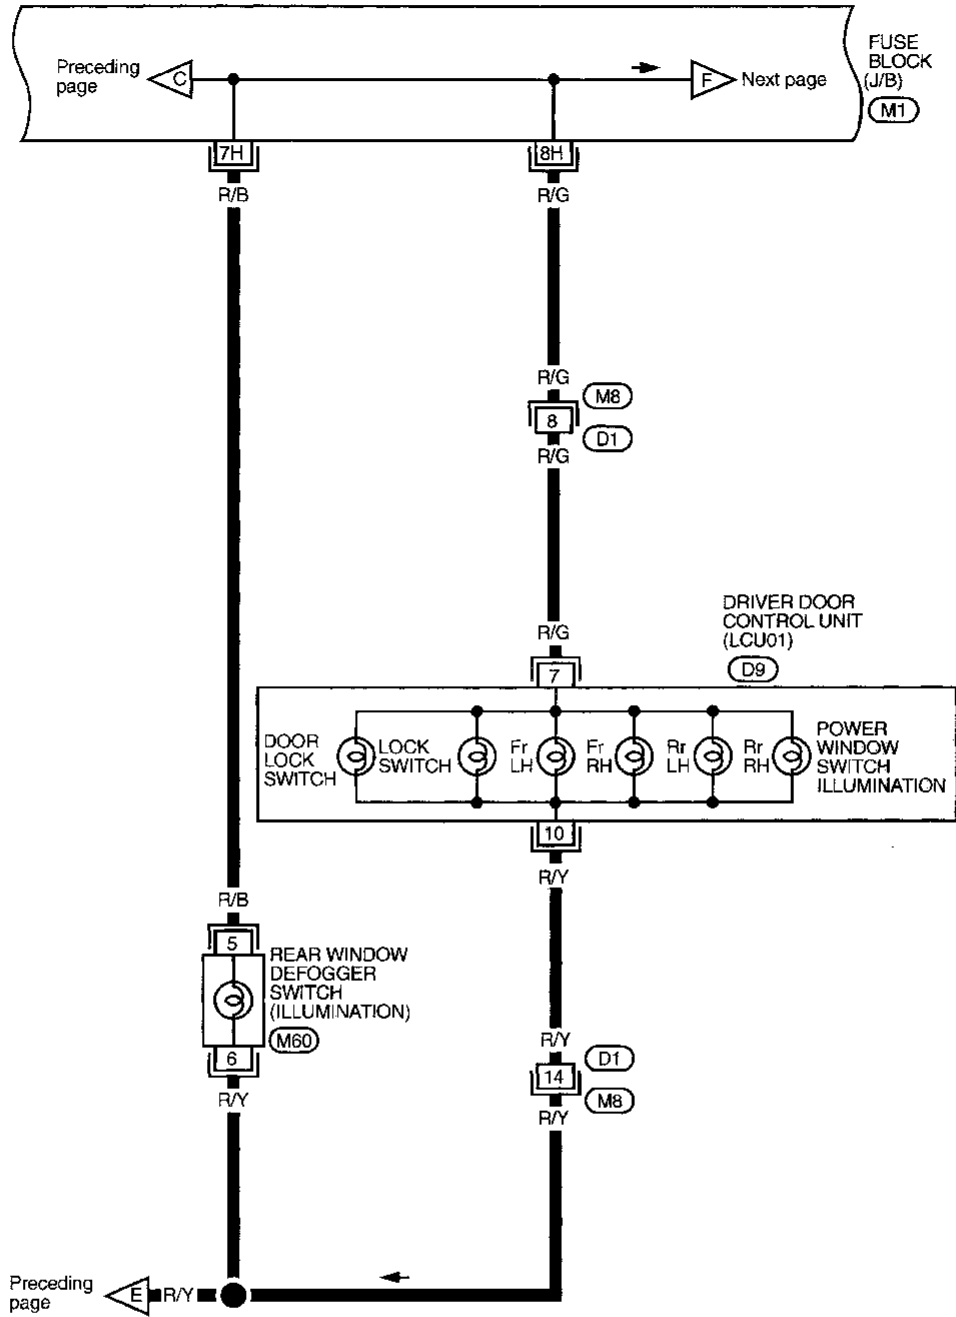 Preceding
page
C
F
Next page
FUSE
BLOCK
(J/B)
M1
7H
8H
R/B
R/G
R/G
M8
8
D1
R/G
DRIVER DOOR
CONTROL UNIT
(LCU01)
D9
R/G
7
DOOR
LOCK
SWITCH
LOCK
SWITCH
Fr
LH
Fr
RH
Rr
LH
Rr
RH
POWER
WINDOW
SWITCH
ILLUMINATION
10
R/Y
R/B
5
REAR WINDOW
DEFOGGER
SWITCH
(ILLUMINATION)
M60
6
R/Y
R/Y
D1
14
M8
R/Y
Preceding
page
E
R/Y